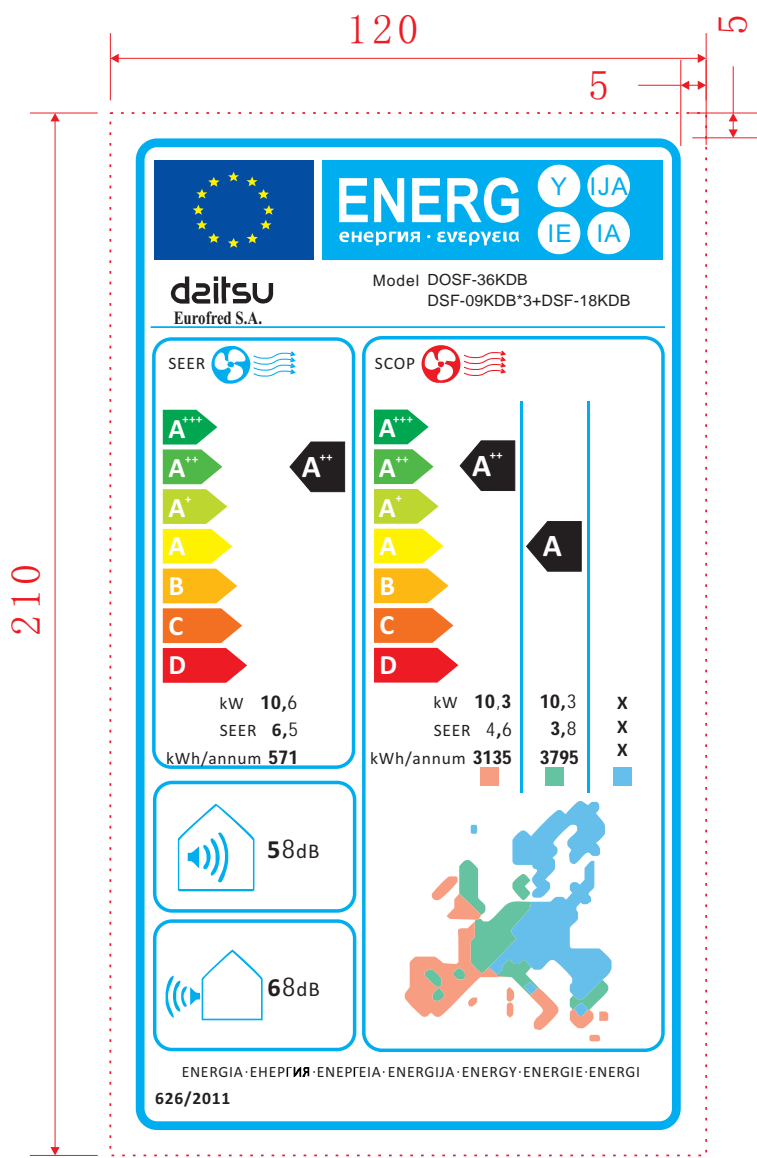 120
5
5
210
ENERG
енергия · ενεργεια
Y IJA
IE IA
daitsu
Eurofred S.A.
Model DOSF-36KDB
DSF-09KDB*3+DSF-18KDB
SEER
A+++
A++
A+
A
B
C
D
A++
kW 10,6
SEER 6,5
kWh/annum 571
SCOP
A+++
A++
A+
A
B
C
D
A++
A
kW 10,3 10,3 X
SEER 4,6 3,8 X
kWh/annum 3135 3795 X
58dB
68dB
ENERGIA·ЕНЕРГИЯ·ΕΝΕΡΓΕΙΑ·ENERGIJA·ENERGY·ENERGIE·ENERGI
626/2011